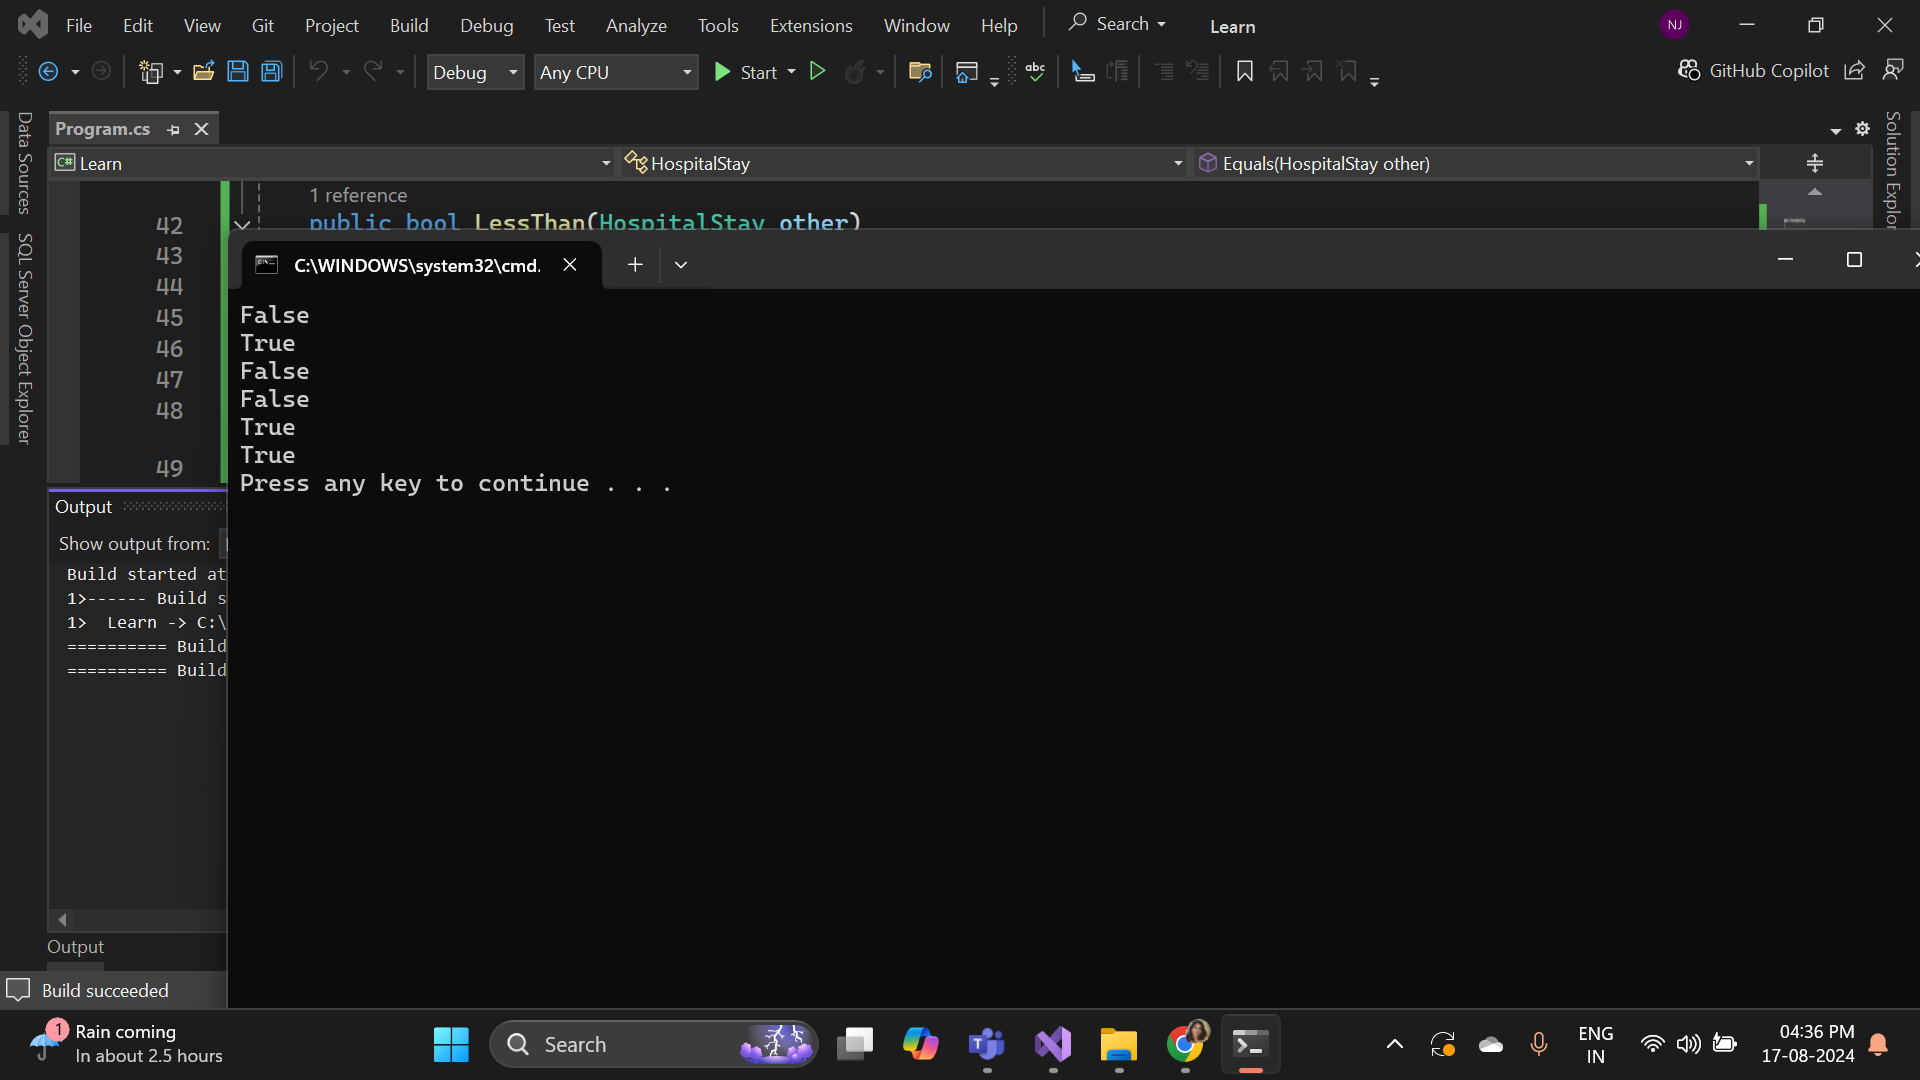 File Edit View Git Project Build Debug Test Analyze Tools Extensions Window Help Search Learn NJ
Debug Any CPU Start abc GitHub Copilot
Data Sources
SQL Server Object Explorer
Solution Explor
Program.cs
C# Learn HospitalStay Equals(HospitalStay other)
1 reference
42 public bool LessThan(HospitalStay other)
43
44
45
46
47
48
49
C:\WINDOWS\system32\cmd.
False
True
False
False
True
True
Press any key to continue . . .
Output
Show output from:
Build started at
1>------ Build s
1> Learn -> C:\
========== Build
========== Build
Output
Build succeeded
1 Rain coming
In about 2.5 hours
Search
ENG
IN
04:36 PM
17-08-2024